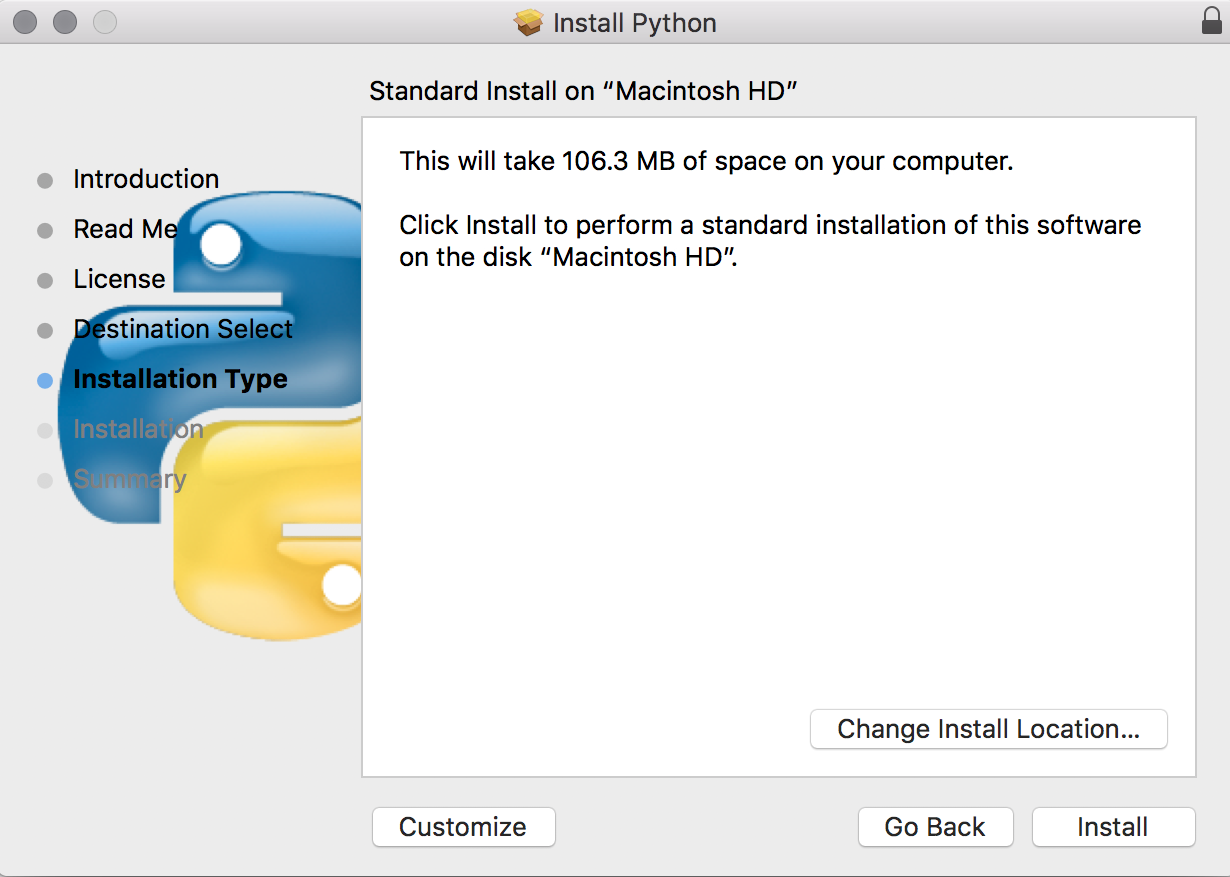 Install Python
Standard Install on “Macintosh HD”
Introduction
Read Me
License
Destination Select
Installation Type
Installation
Summary
This will take 106.3 MB of space on your computer.
Click Install to perform a standard installation of this software
on the disk “Macintosh HD”.
Change Install Location...
Customize
Go Back
Install